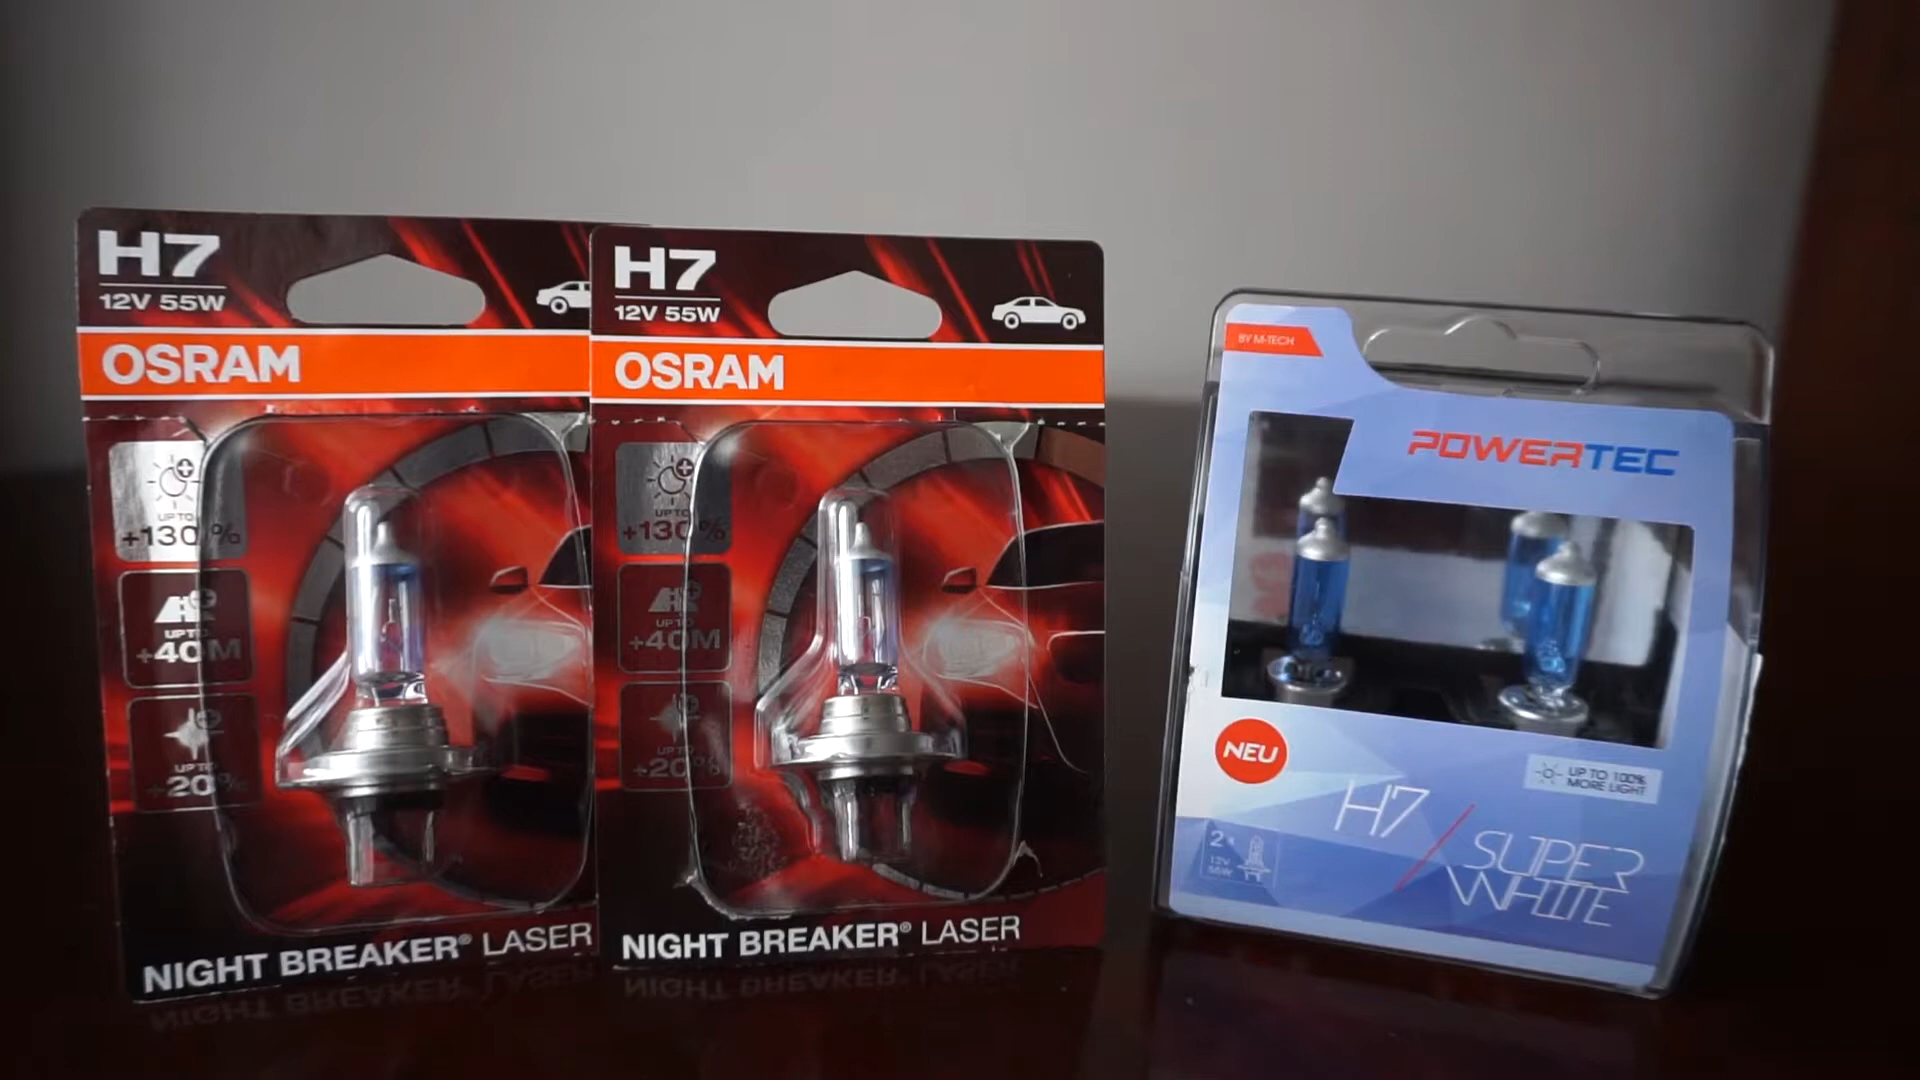 H7
12V 55W
OSRAM
UP TO
+130%
UP TO
+40M
UP TO
+20%
NIGHT BREAKER® LASER
H7
12V 55W
OSRAM
UP TO
+130%
UP TO
+40M
UP TO
+20%
NIGHT BREAKER® LASER
BY M-TECH
POWERTEC
NEU
UP TO 100%
MORE LIGHT
H7 / SUPER
WHITE
2x
12V
55W